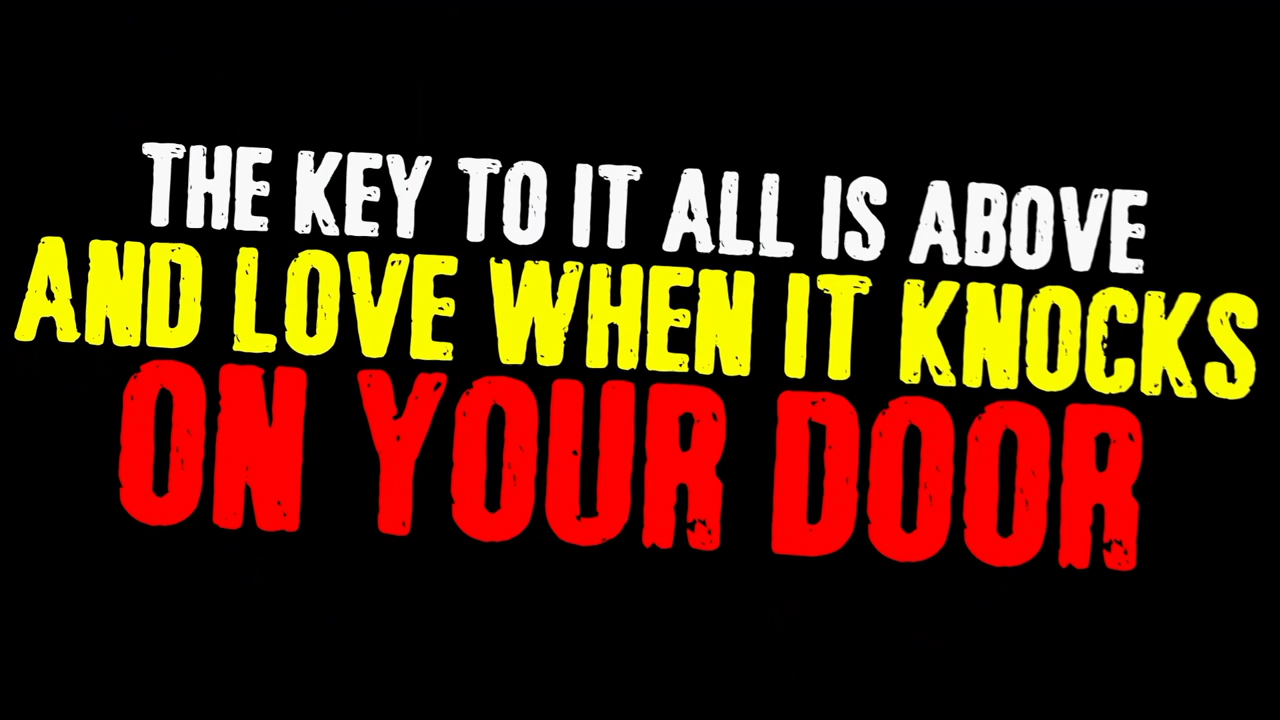 THE KEY TO IT ALL IS ABOVE
AND LOVE WHEN IT KNOCKS
ON YOUR DOOR